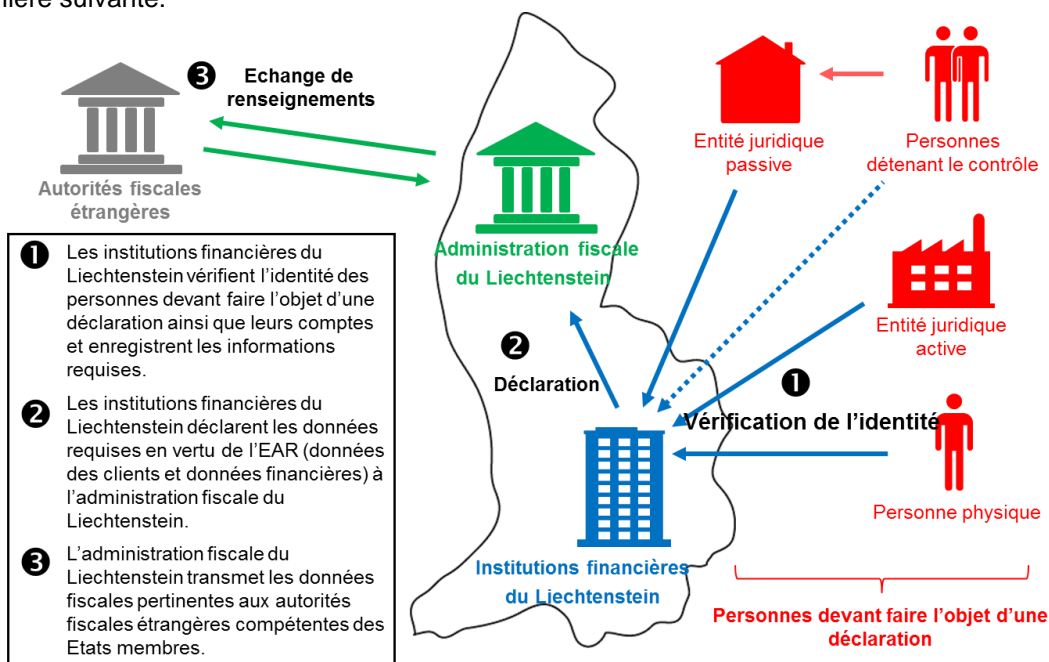 nière suivante:
❸ Echange de
renseignements
Autorités fiscales
étrangères
Administration fiscale
du Liechtenstein
Entité juridique
passive
Personnes
détenant le contrôle
Entité juridique
active
❶
Vérification de l’identité
Personne physique
❷
Déclaration
Institutions financières
du Liechtenstein
Personnes devant faire l’objet d’une
déclaration
❶ Les institutions financières du
Liechtenstein vérifient l’identité des
personnes devant faire l’objet d’une
déclaration ainsi que leurs comptes
et enregistrent les informations
requises.
❷ Les institutions financières du
Liechtenstein déclarent les données
requises en vertu de l’EAR (données
des clients et données financières) à
l’administration fiscale du
Liechtenstein.
❸ L’administration fiscale du
Liechtenstein transmet les données
fiscales pertinentes aux autorités
fiscales étrangères compétentes des
Etats membres.